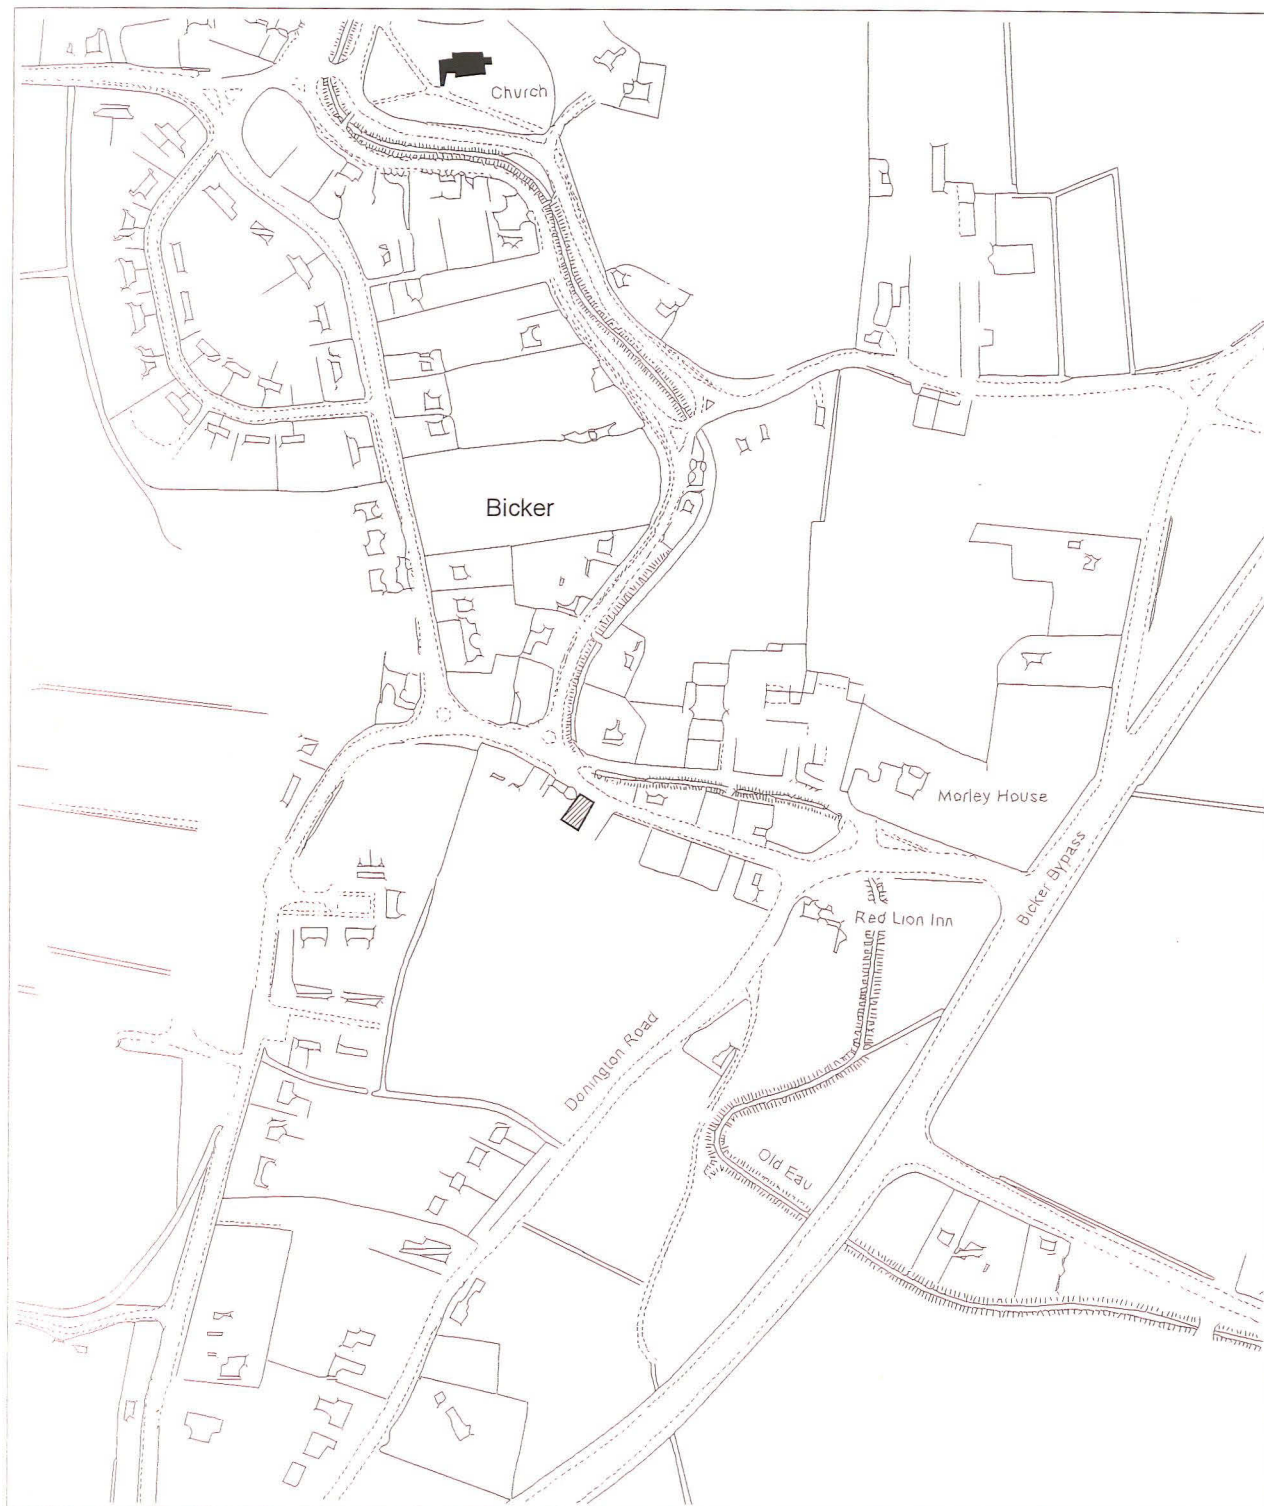 Church
Bicker
Morley House
Bicker Bypass
Red Lion Inn
Donington Road
Old Eau